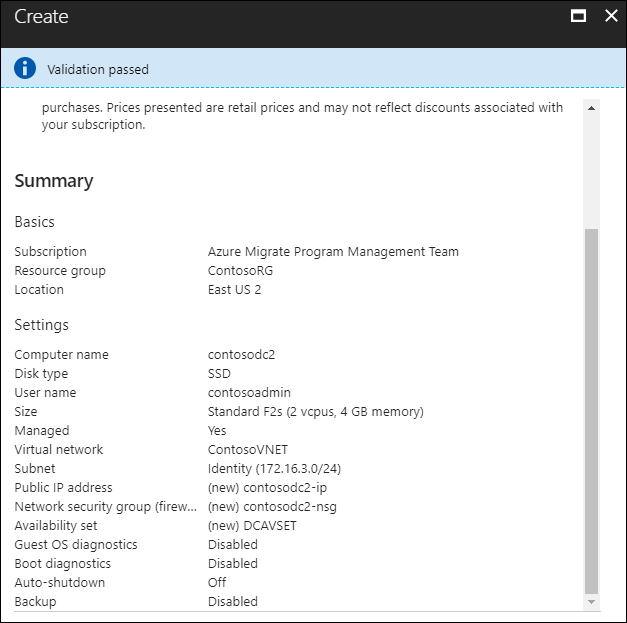 Create
Validation passed
purchases. Prices presented are retail prices and may not reflect discounts associated with
your subscription.
Summary
Basics
Subscription Azure Migrate Program Management Team
Resource group ContosoRG
Location East US 2
Settings
Computer name contosodc2
Disk type SSD
User name contosoadmin
Size Standard F2s (2 vcpus, 4 GB memory)
Managed Yes
Virtual network ContosoVNET
Subnet Identity (172.16.3.0/24)
Public IP address (new) contosodc2-ip
Network security group (firew... (new) contosodc2-nsg
Availability set (new) DCAVSET
Guest OS diagnostics Disabled
Boot diagnostics Disabled
Auto-shutdown Off
Backup Disabled